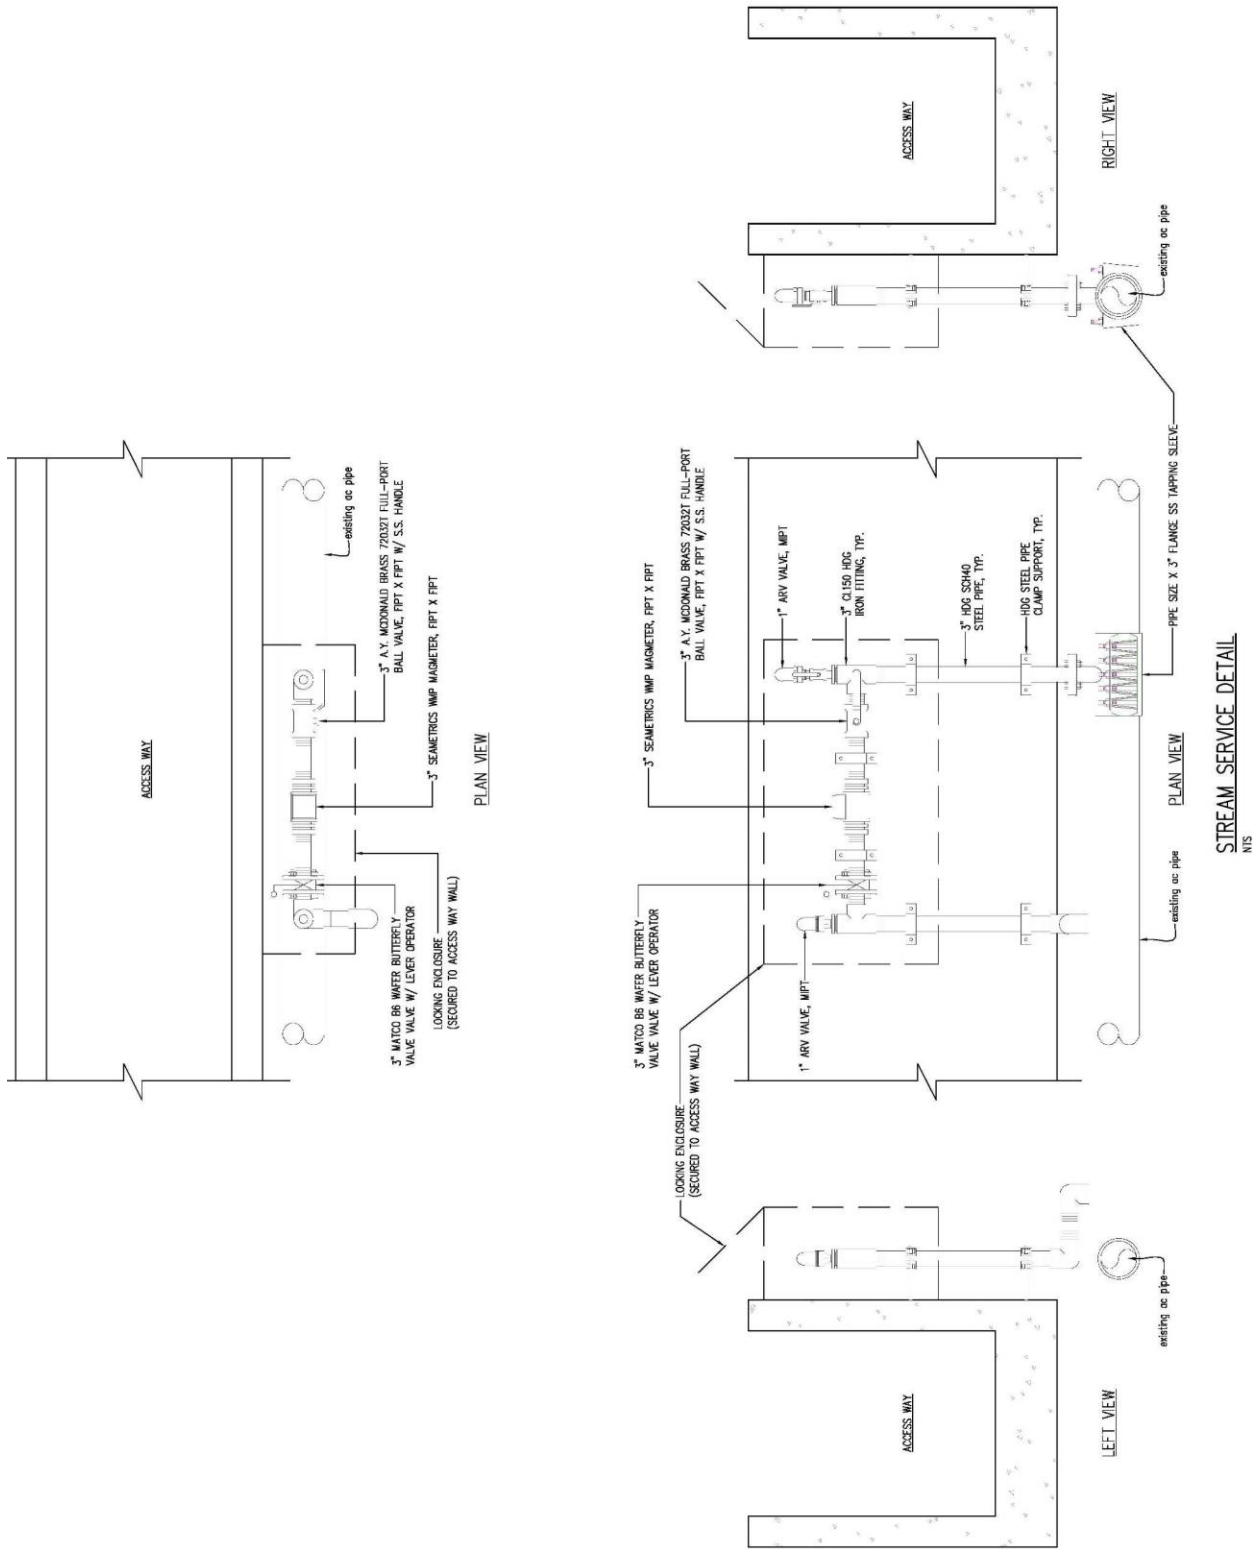 ACCESS WAY
existing ac pipe
3" A.Y. MCDONALD BRASS 72032T FULL-PORT
BALL VALVE, FIPT X FIPT W/ S.S. HANDLE
3" SEAMETRICS WMP MAGMETER, FIPT X FIPT
3" MATCO B6 WAFER BUTTERFLY
VALVE VALVE W/ LEVER OPERATOR
LOCKING ENCLOSURE
(SECURED TO ACCESS WAY WALL)
PLAN VIEW
LOCKING ENCLOSURE
(SECURED TO ACCESS WAY WALL)
ACCESS WAY
existing ac pipe
LEFT VIEW
3" MATCO B6 WAFER BUTTERFLY
VALVE VALVE W/ LEVER OPERATOR
1" ARV VALVE, MIPT
3" SEAMETRICS WMP MAGMETER, FIPT X FIPT
3" A.Y. MCDONALD BRASS 72032T FULL-PORT
BALL VALVE, FIPT X FIPT W/ S.S. HANDLE
1" ARV VALVE, MIPT
3" CL150 HDG
IRON FITTING, TYP.
3" HDG SCH40
STEEL PIPE, TYP.
HDG STEEL PIPE
CLAMP SUPPORT, TYP.
existing ac pipe
PLAN VIEW
PIPE SIZE X 3" FLANGE SS TAPPING SLEEVE
ACCESS WAY
existing ac pipe
RIGHT VIEW
STREAM SERVICE DETAIL
NTS